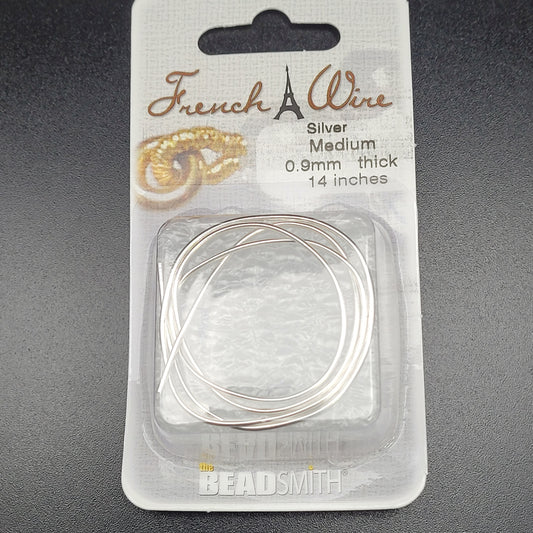 French Wire
Silver
Medium
0.9mm thick
14 inches
BEADSMITH
the
BEADSMITH®